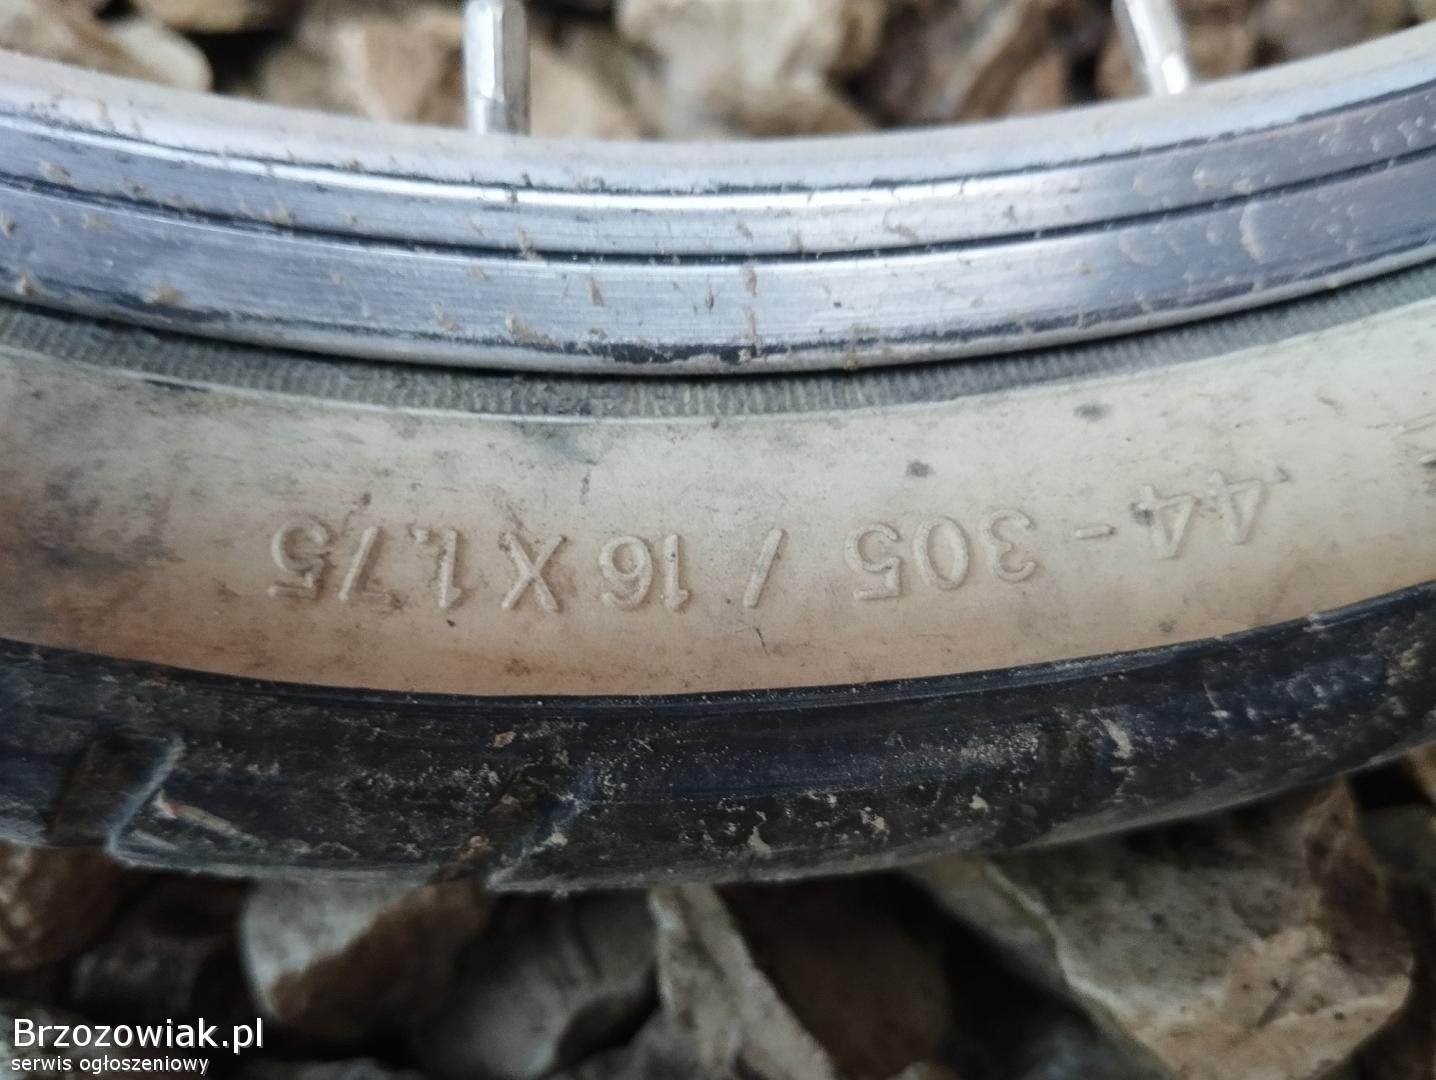 44 - 305 / 16 X 1.75
Brzozowiak.pl
serwis ogłoszeniowy